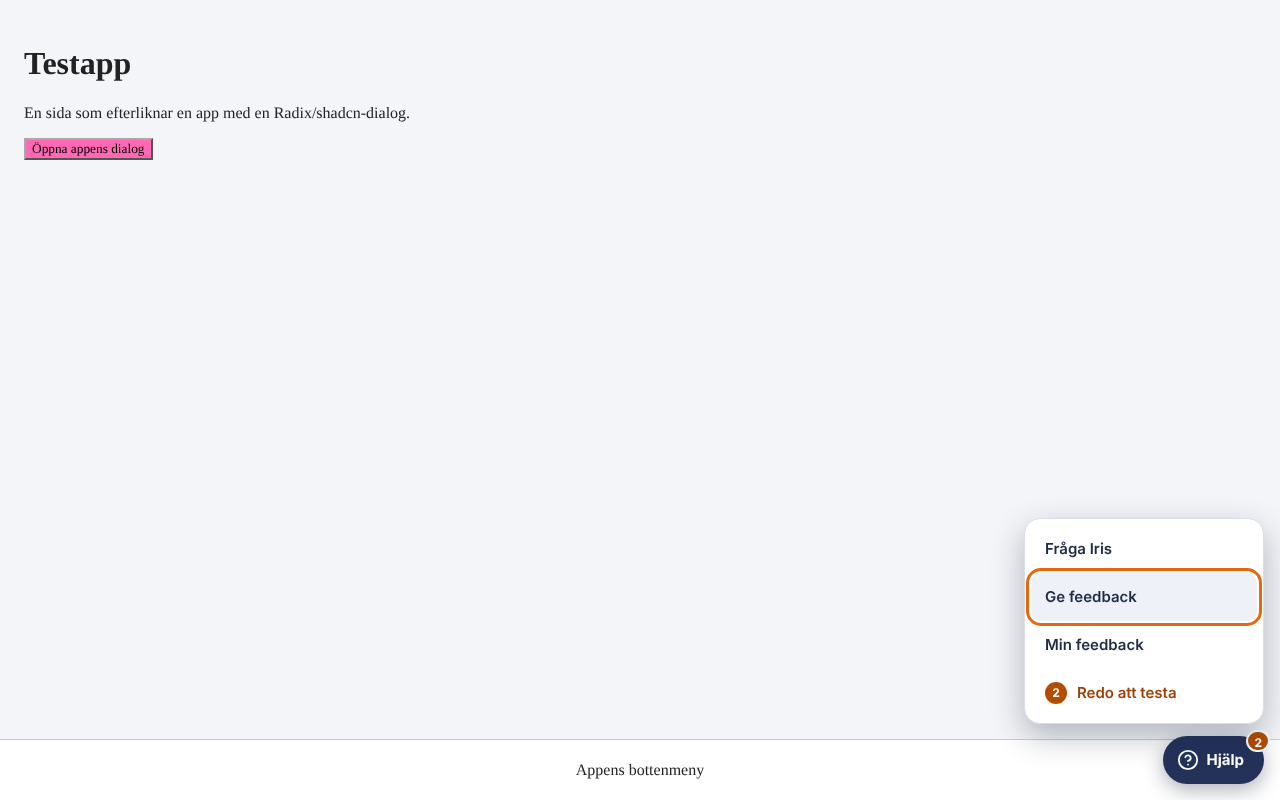 Testapp
En sida som efterliknar en app med en Radix/shadcn-dialog.
Öppna appens dialog
Fråga Iris
Ge feedback
Min feedback
2 Redo att testa
Appens bottenmeny
Hjälp 2